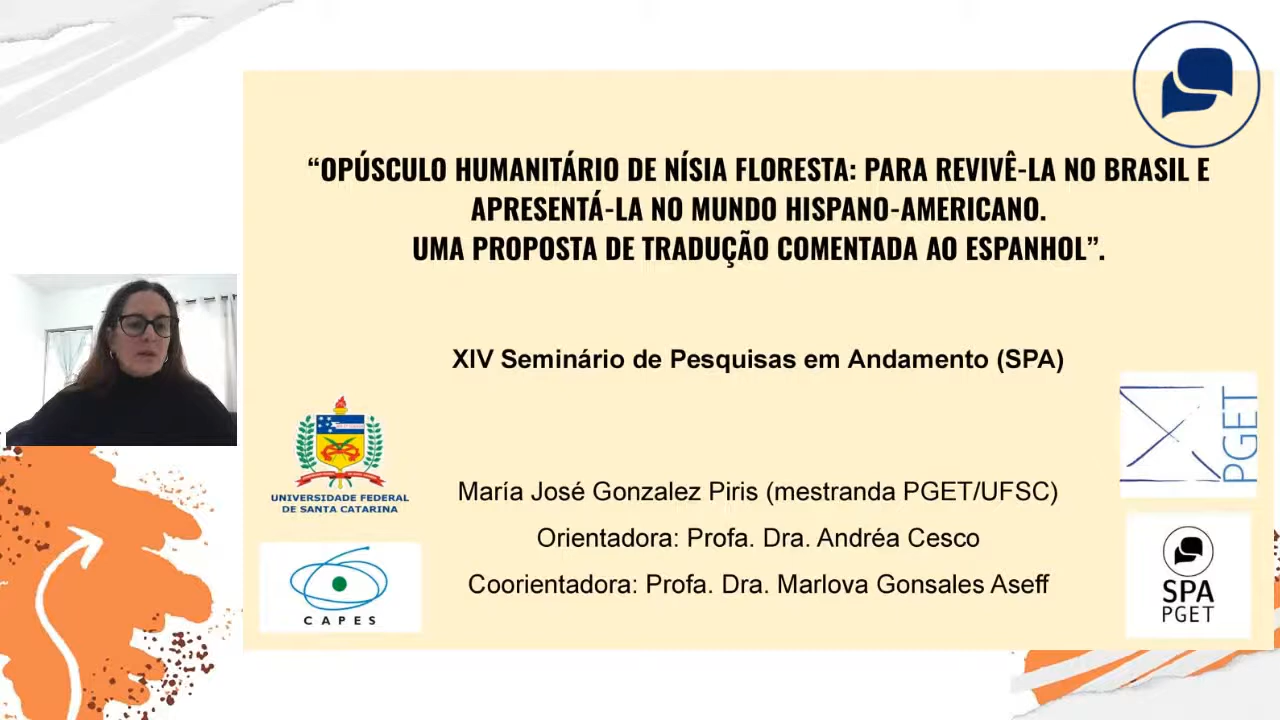 “OPÚSCULO HUMANITÁRIO DE NÍSIA FLORESTA: PARA REVIVÊ-LA NO BRASIL E
APRESENTÁ-LA NO MUNDO HISPANO-AMERICANO.
UMA PROPOSTA DE TRADUÇÃO COMENTADA AO ESPANHOL”.
XIV Seminário de Pesquisas em Andamento (SPA)
UNIVERSIDADE FEDERAL
DE SANTA CATARINA
PGET
María José Gonzalez Piris (mestranda PGET/UFSC)
Orientadora: Profa. Dra. Andréa Cesco
Coorientadora: Profa. Dra. Marlova Gonsales Aseff
CAPES
SPA
PGET